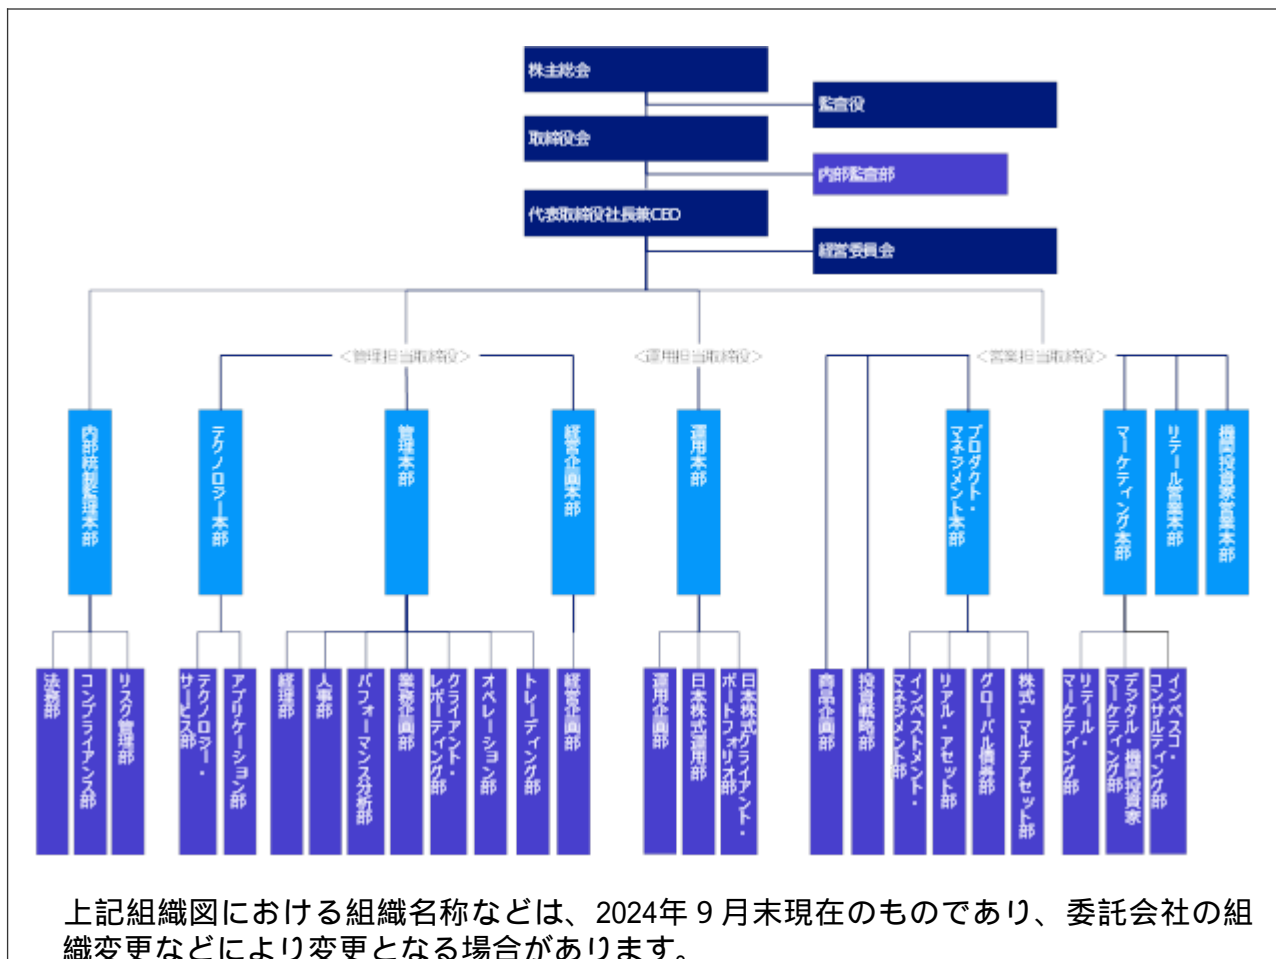 株主総会
監査役
取締役会
内部監査部
代表取締役社長兼CEO
経営委員会
＜管理担当取締役＞
＜運用担当取締役＞
＜営業担当取締役＞
内部統制監理本部
テクノロジー本部
管理本部
経営企画本部
運用本部
プロダクト・
マネジメント本部
マーケティング本部
リテール営業本部
機関投資家営業本部
法務部
コンプライアンス部
リスク管理部
テクノロジー・
サービス部
アプリケーション部
経理部
人事部
パフォーマンス分析部
業務企画部
クライアント・
レポーティング部
オペレーション部
トレーディング部
経営企画部
運用企画部
日本株式運用部
日本株式クライアント・
ポートフォリオ部
商品企画部
投資戦略部
インベストメント・
マネジメント部
リアル・アセット部
グローバル債券部
株式・マルチアセット部
リテール・
マーケティング部
デジタル・機関投資家
マーケティング部
インベスコ・
コンサルティング部
上記組織図における組織名称などは、2024年９月末現在のものであり、委託会社の組
織変更などにより変更となる場合があります。